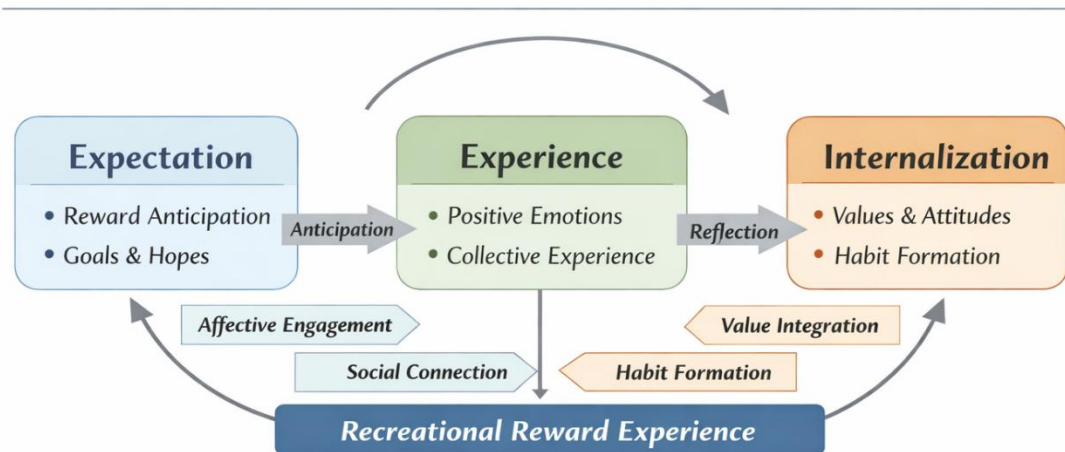 Expectation
• Reward Anticipation
• Goals & Hopes
Anticipation
Experience
• Positive Emotions
• Collective Experience
Reflection
Internalization
• Values & Attitudes
• Habit Formation
Affective Engagement
Value Integration
Social Connection
Habit Formation
Recreational Reward Experience